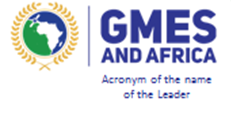 GMES
AND AFRICA
Acronym of the name
of the Leader